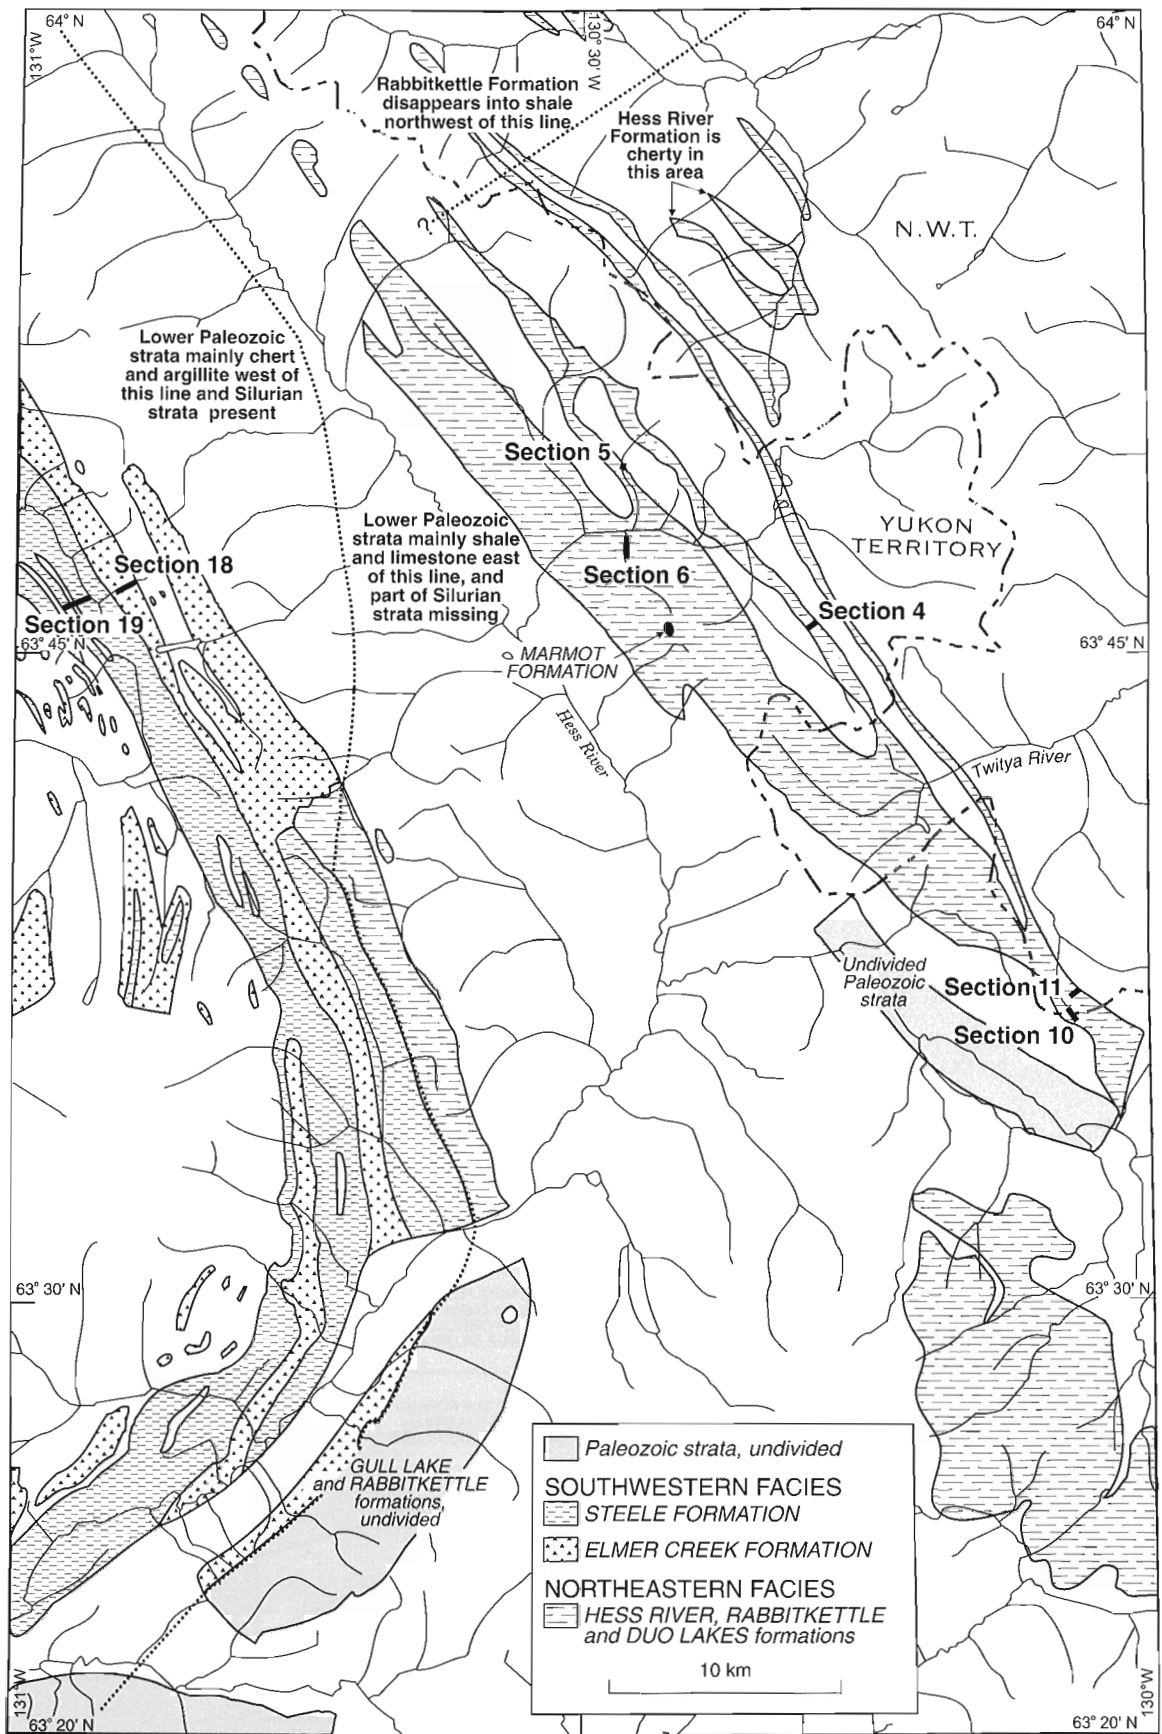 64° N
131°W
130° 30' W
64° N
Rabbitkettle Formation
disappears into shale
northwest of this line
Hess River
Formation is
cherty in
this area
?
N.W.T.
Lower Paleozoic
strata mainly chert
and argillite west of
this line and Silurian
strata present
Section 5
Lower Paleozoic
strata mainly shale
and limestone east
of this line, and
part of Silurian
strata missing
YUKON
TERRITORY
Section 18
Section 6
Section 4
Section 19
63° 45' N
63° 45' N
MARMOT
FORMATION
Hess River
Twitya River
Undivided
Paleozoic
strata
Section 11
Section 10
63° 30' N
63° 30' N
GULL LAKE
and RABBITKETTLE
formations,
undivided
Paleozoic strata, undivided
SOUTHWESTERN FACIES
STEELE FORMATION
ELMER CREEK FORMATION
NORTHEASTERN FACIES
HESS RIVER, RABBITKETTLE
and DUO LAKES formations
10 km
131°W
130°W
63° 20' N
63° 20' N